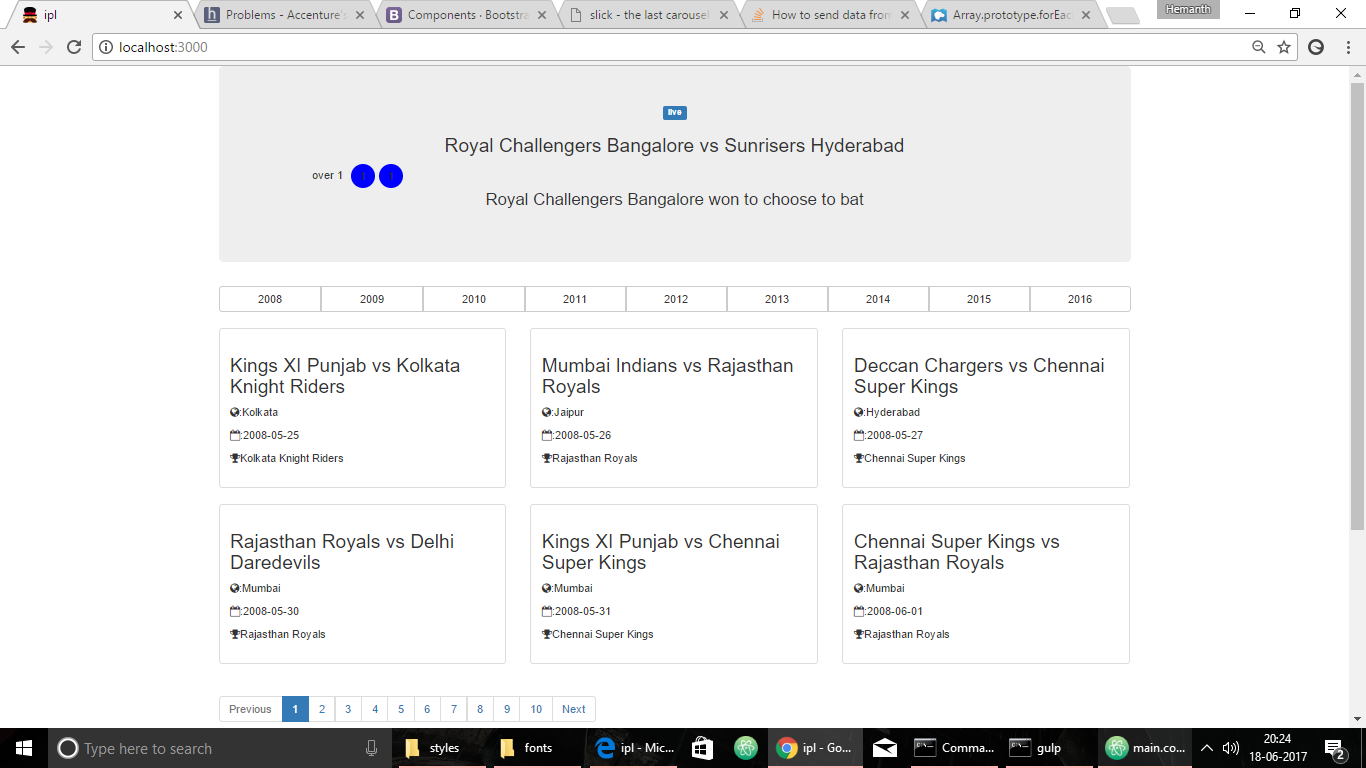 ipl
Problems - Accenture's
Components · Bootstra
slick - the last carousel
How to send data from
Array.prototype.forEac
Hemanth
localhost:3000
live
Royal Challengers Bangalore vs Sunrisers Hyderabad
over 1
Royal Challengers Bangalore won to choose to bat
2008 2009 2010 2011 2012 2013 2014 2015 2016
Kings XI Punjab vs Kolkata
Knight Riders
:Kolkata
:2008-05-25
Kolkata Knight Riders
Mumbai Indians vs Rajasthan
Royals
:Jaipur
:2008-05-26
Rajasthan Royals
Deccan Chargers vs Chennai
Super Kings
:Hyderabad
:2008-05-27
Chennai Super Kings
Rajasthan Royals vs Delhi
Daredevils
:Mumbai
:2008-05-30
Rajasthan Royals
Kings XI Punjab vs Chennai
Super Kings
:Mumbai
:2008-05-31
Chennai Super Kings
Chennai Super Kings vs
Rajasthan Royals
:Mumbai
:2008-06-01
Rajasthan Royals
Previous 1 2 3 4 5 6 7 8 9 10 Next
Type here to search
styles
fonts
ipl - Mic...
ipl - Go...
Comma...
gulp
main.co...
20:24
18-06-2017
2